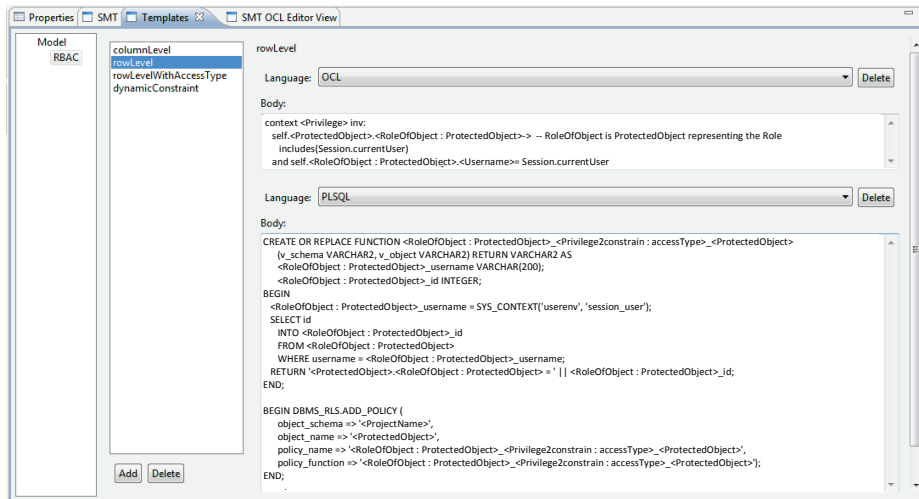 Properties SMT Templates SMT OCL Editor View
Model
RBAC
columnLevel
rowLevel
rowLevelWithAccessType
dynamicConstraint
Add Delete
rowLevel
Language: OCL Delete
Body:
context <Privilege> inv:
self.<ProtectedObject>.<RoleOfObject : ProtectedObject>-> -- RoleOfObject is ProtectedObject representing the Role
includes(Session.currentUser)
and self.<RoleOfObject : ProtectedObject>.<Username>= Session.currentUser
Language: PLSQL Delete
Body:
CREATE OR REPLACE FUNCTION <RoleOfObject : ProtectedObject>_<Privilege2constrain : accessType>_<ProtectedObject>
(v_schema VARCHAR2, v_object VARCHAR2) RETURN VARCHAR2 AS
<RoleOfObject : ProtectedObject>_username VARCHAR(200);
<RoleOfObject : ProtectedObject>_id INTEGER;
BEGIN
<RoleOfObject : ProtectedObject>_username = SYS_CONTEXT('userenv', 'session_user');
SELECT id
INTO <RoleOfObject : ProtectedObject>_id
FROM <RoleOfObject : ProtectedObject>
WHERE username = <RoleOfObject : ProtectedObject>_username;
RETURN '<ProtectedObject>.<RoleOfObject : ProtectedObject> = ' || <RoleOfObject : ProtectedObject>_id;
END;
BEGIN DBMS_RLS.ADD_POLICY (
object_schema => '<ProjectName>',
object_name => '<ProtectedObject>',
policy_name => '<RoleOfObject : ProtectedObject>_<Privilege2constrain : accessType>_<ProtectedObject>',
policy_function => '<RoleOfObject : ProtectedObject>_<Privilege2constrain : accessType>_<ProtectedObject>');
END;